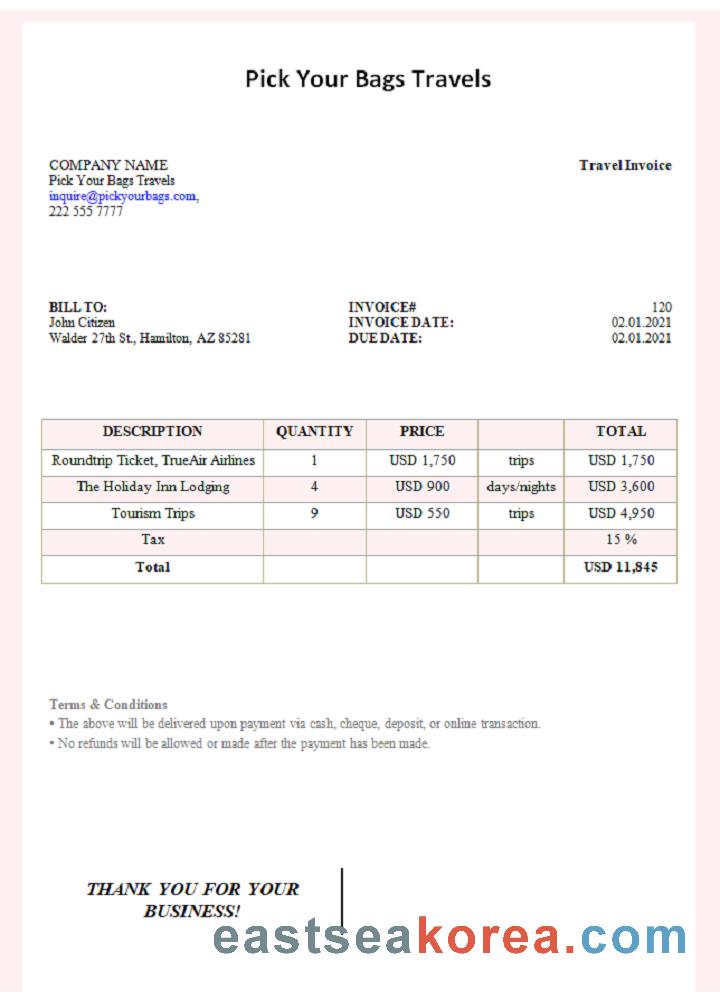 Pick Your Bags Travels
COMPANY NAME
Travel Invoice
Pick Your Bags Travels
inquire@pickyourbags.com,
222 555 7777
BILL TO:
INVOICE# 120
John Citizen
INVOICE DATE: 02.01.2021
Walder 27th St., Hamilton, AZ 85281
DUE DATE: 02.01.2021
DESCRIPTION QUANTITY PRICE TOTAL
Roundtrip Ticket, TrueAir Airlines 1 USD 1,750 trips USD 1,750
The Holiday Inn Lodging 4 USD 900 days/nights USD 3,600
Tourism Trips 9 USD 550 trips USD 4,950
Tax 15 %
Total USD 11,845
Terms & Conditions
• The above will be delivered upon payment via cash, cheque, deposit, or online transaction.
• No refunds will be allowed or made after the payment has been made.
THANK YOU FOR YOUR
BUSINESS!
eastseakorea.com